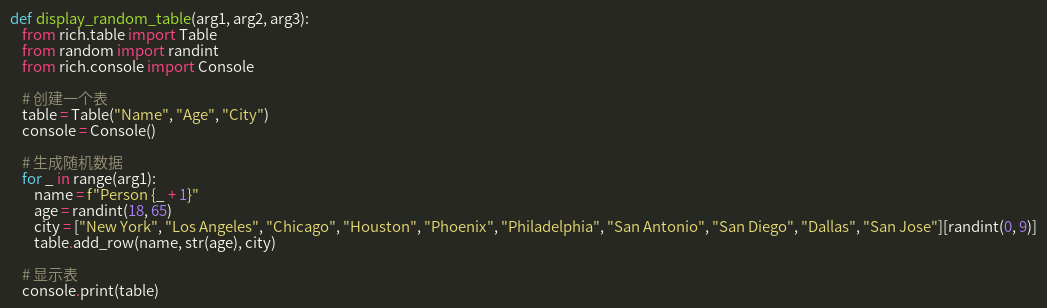 def display_random_table(arg1, arg2, arg3):
    from rich.table import Table
    from random import randint
    from rich.console import Console

    # 创建一个表
    table = Table("Name", "Age", "City")
    console = Console()

    # 生成随机数据
    for _ in range(arg1):
        name = f"Person {_ + 1}"
        age = randint(18, 65)
        city = ["New York", "Los Angeles", "Chicago", "Houston", "Phoenix", "Philadelphia", "San Antonio", "San Diego", "Dallas", "San Jose"][randint(0, 9)]
        table.add_row(name, str(age), city)

    # 显示表
    console.print(table)